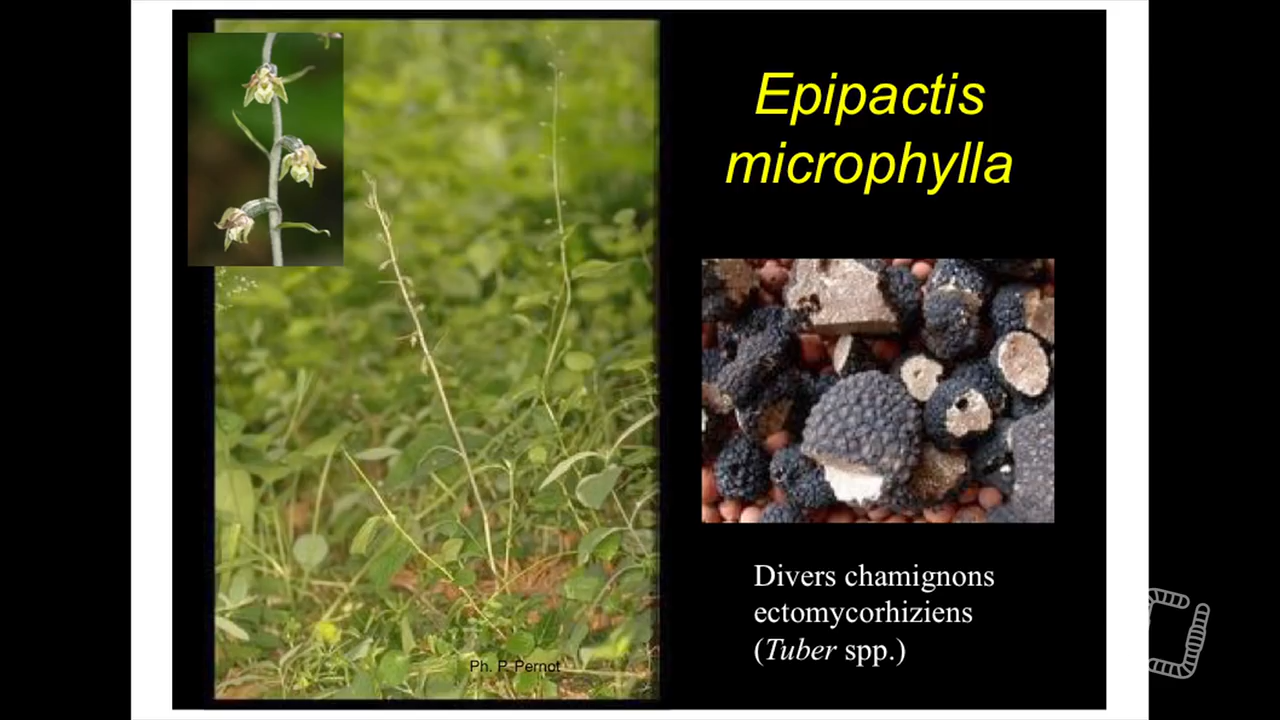 Epipactis
microphylla
Divers chamignons
ectomycorhiziens
(Tuber spp.)
Ph. P. Pernot